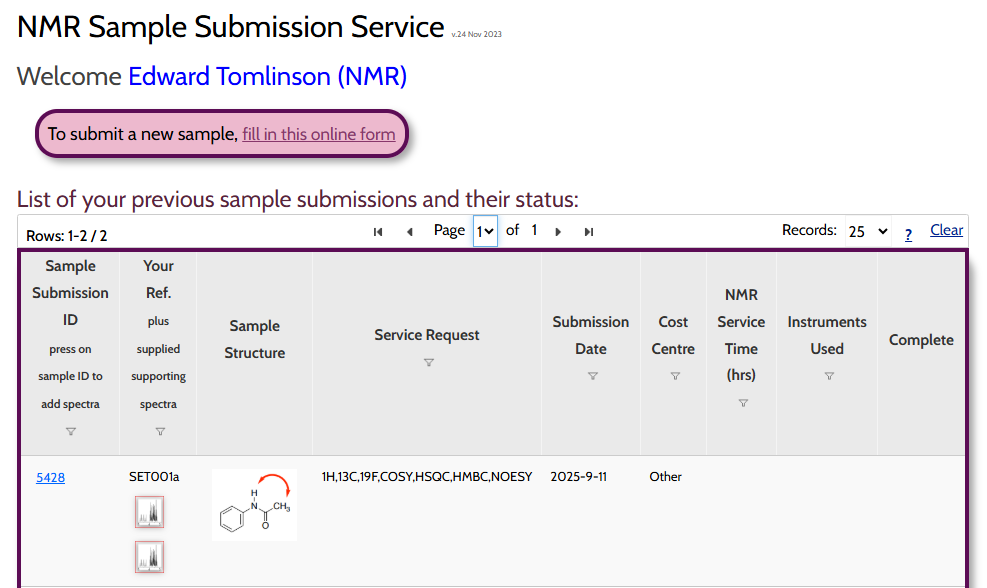 NMR Sample Submission Service v.24 Nov 2023
Welcome Edward Tomlinson (NMR)
To submit a new sample, fill in this online form
List of your previous sample submissions and their status:
Rows: 1-2 / 2
Page 1 of 1
Records: 25 ? Clear
Sample Submission ID press on sample ID to add spectra
Your Ref. plus supplied supporting spectra
Sample Structure
Service Request
Submission Date
Cost Centre
NMR Service Time (hrs)
Instruments Used
Complete
5428
SET001a
H
N
CH3
O
1H,13C,19F,COSY,HSQC,HMBC,NOESY
2025-9-11
Other